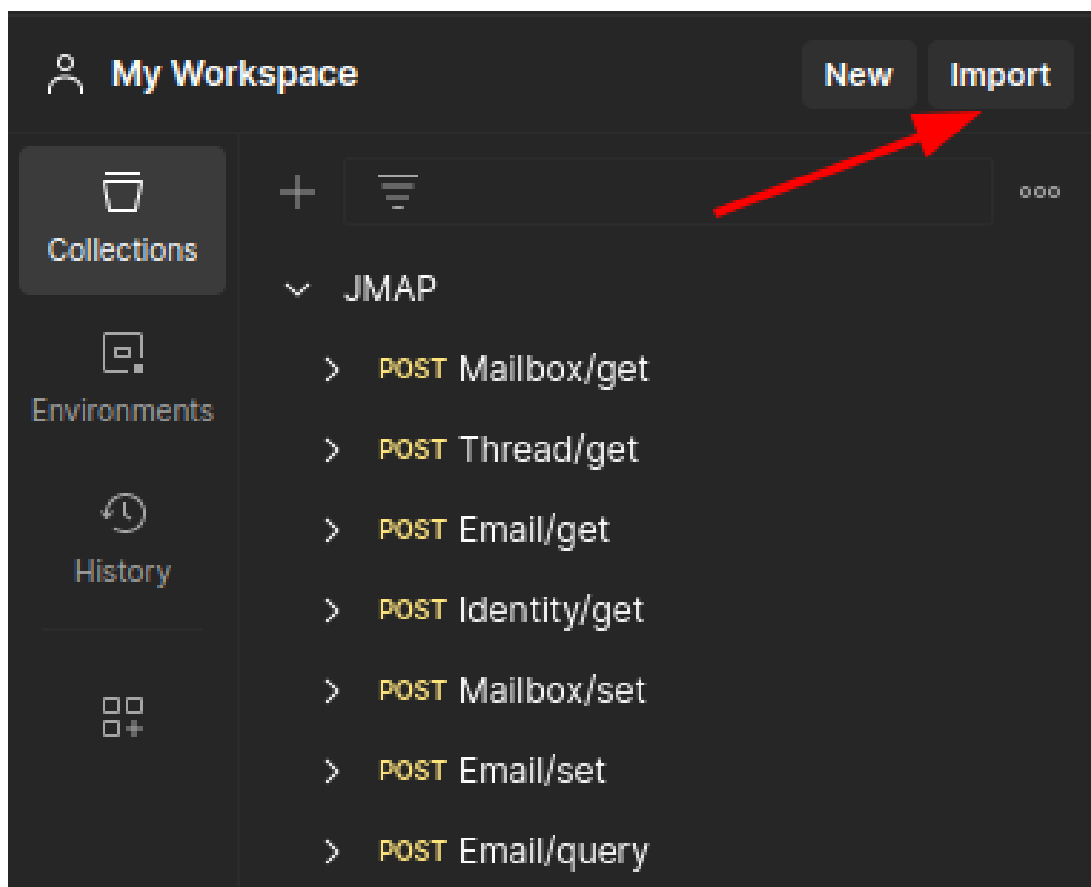 My Workspace New Import
Collections
JMAP
POST Mailbox/get
Environments
POST Thread/get
POST Email/get
History
POST Identity/get
POST Mailbox/set
POST Email/set
POST Email/query